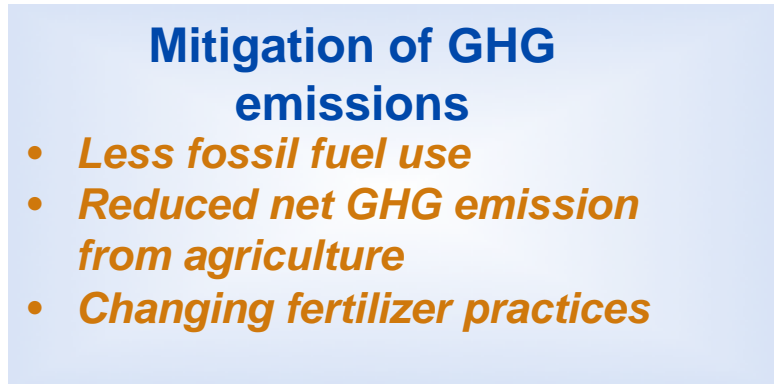 Mitigation of GHG
emissions
• Less fossil fuel use
• Reduced net GHG emission
from agriculture
• Changing fertilizer practices